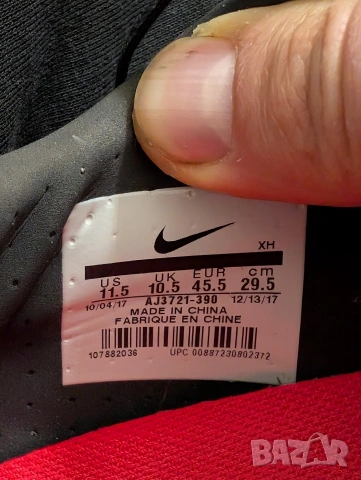 XH
US UK EUR cm
11.5 10.5 45.5 29.5
10/04/17 AJ3721-390 12/13/17
MADE IN CHINA
FABRIQUE EN CHINE
107882036 UPC 00887230802372
BAZAR